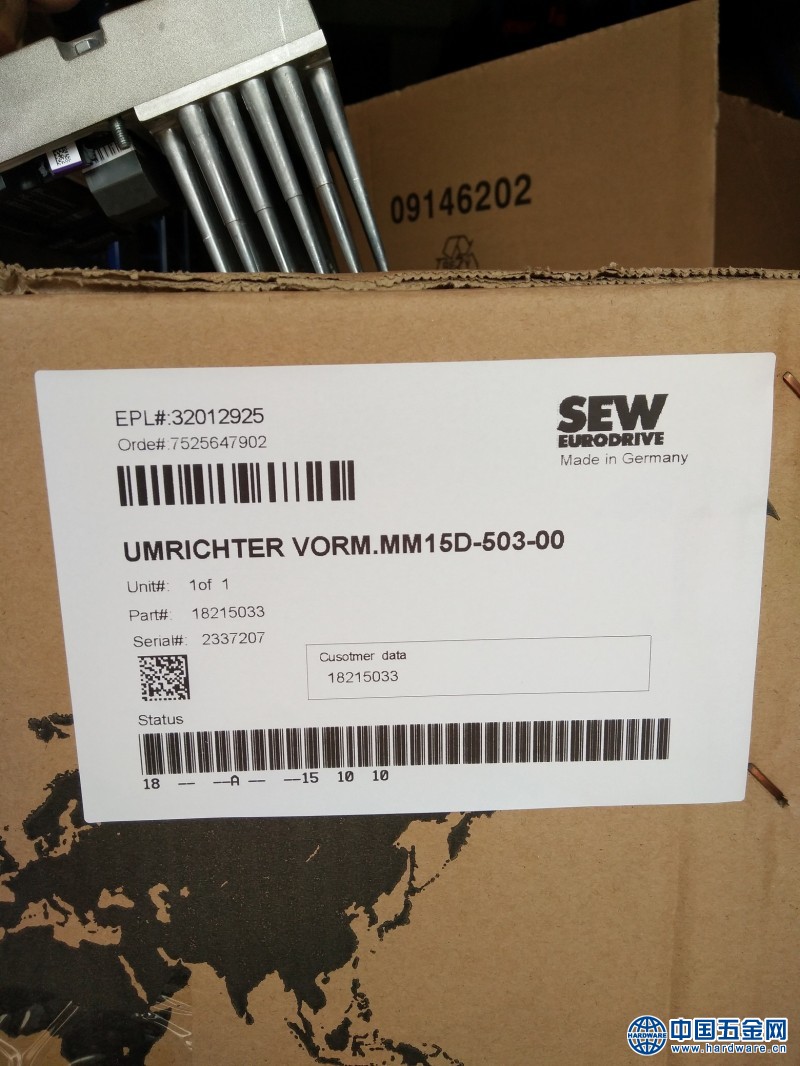 09146202
EPL#:32012925
Orde#:7525647902
SEW
EURODRIVE
Made in Germany
UMRICHTER VORM.MM15D-503-00
Unit#: 1of 1
Part#: 18215033
Serial#: 2337207
Cusotmer data
18215033
Status
18 -- --A -- --15 10 10
HARDWARE
中国五金网
www.hardware.cn